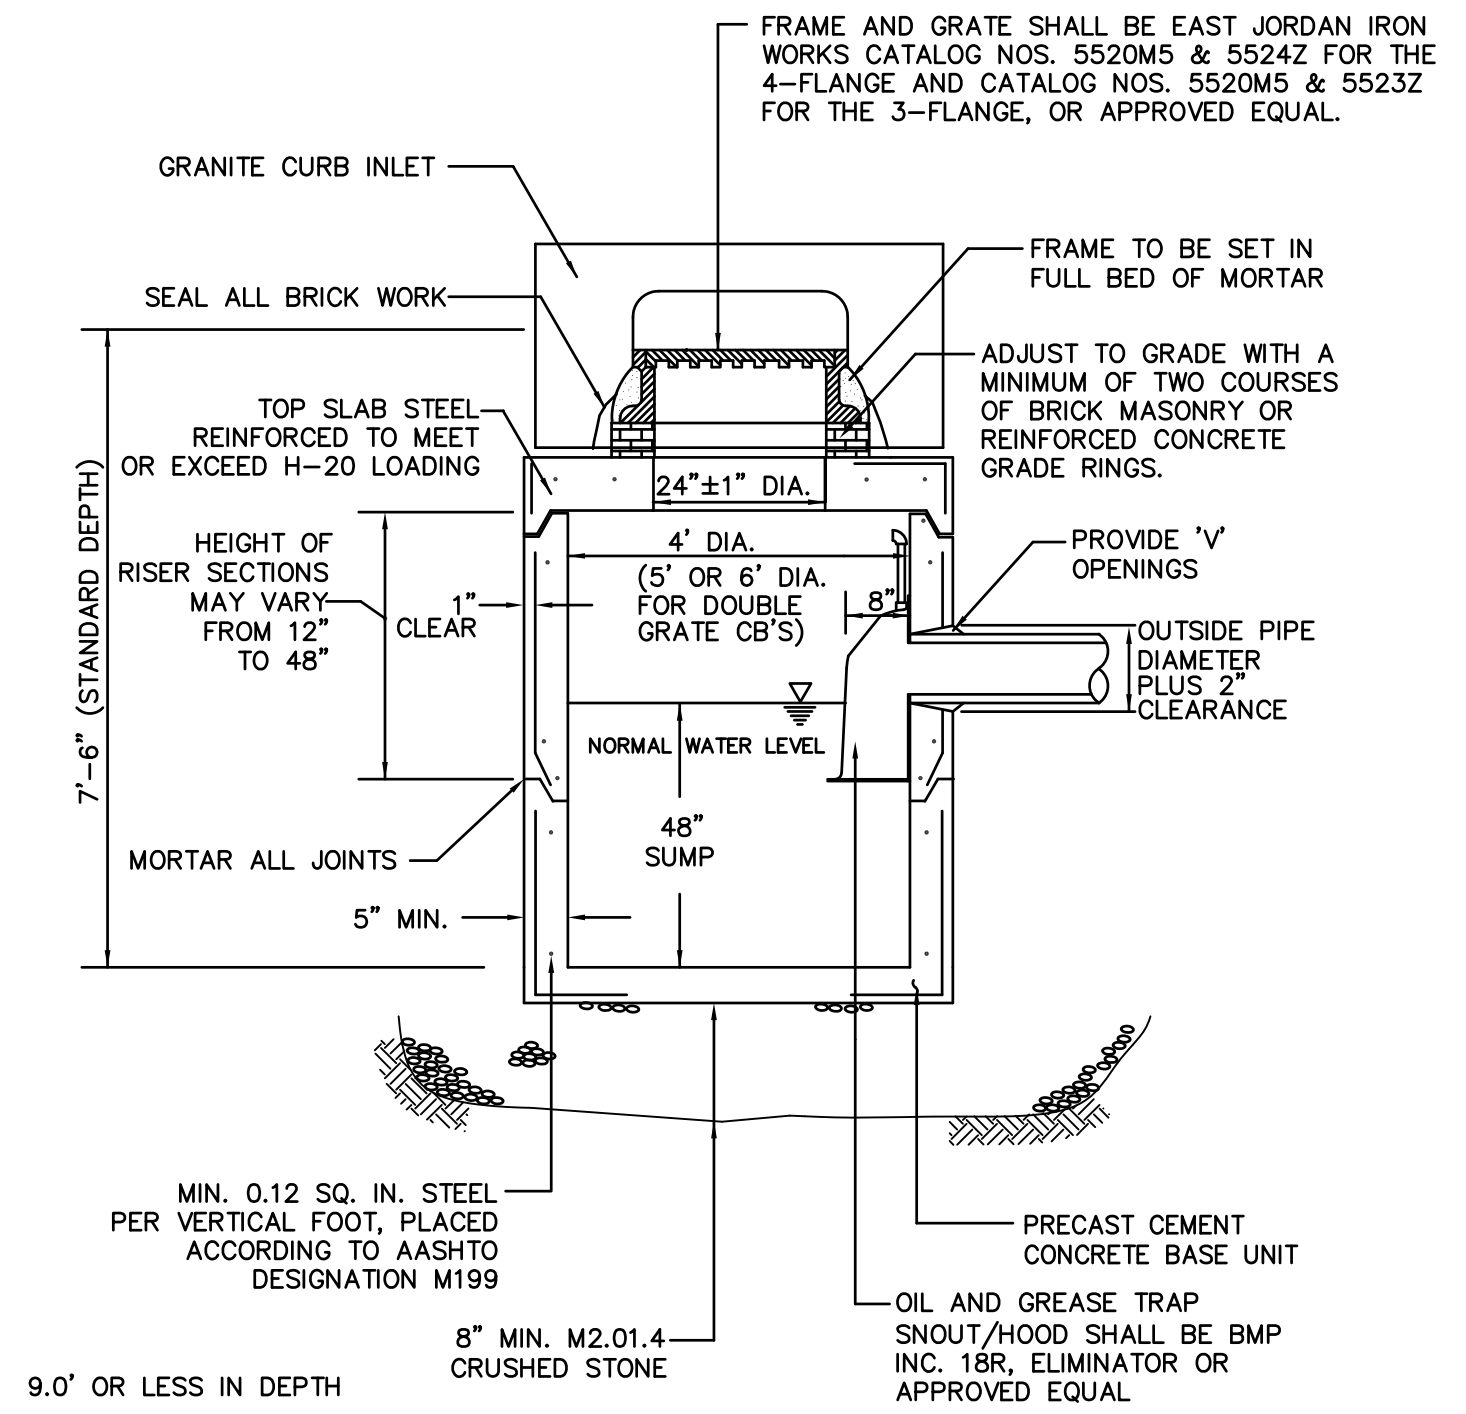 FRAME AND GRATE SHALL BE EAST JORDAN IRON
WORKS CATALOG NOS. 5520M5 & 5524Z FOR THE
4-FLANGE AND CATALOG NOS. 5520M5 & 5523Z
FOR THE 3-FLANGE, OR APPROVED EQUAL.
GRANITE CURB INLET
FRAME TO BE SET IN
FULL BED OF MORTAR
SEAL ALL BRICK WORK
ADJUST TO GRADE WITH A
MINIMUM OF TWO COURSES
OF BRICK MASONRY OR
REINFORCED CONCRETE
GRADE RINGS.
TOP SLAB STEEL
REINFORCED TO MEET
OR EXCEED H-20 LOADING
24"±1" DIA.
7'-6" (STANDARD DEPTH)
HEIGHT OF
RISER SECTIONS
MAY VARY
FROM 12"
TO 48"
1"
CLEAR
4' DIA.
(5' OR 6' DIA.
FOR DOUBLE
GRATE CB'S)
8"
PROVIDE 'V'
OPENINGS
OUTSIDE PIPE
DIAMETER
PLUS 2"
CLEARANCE
NORMAL WATER LEVEL
48"
SUMP
MORTAR ALL JOINTS
5" MIN.
MIN. 0.12 SQ. IN. STEEL
PER VERTICAL FOOT, PLACED
ACCORDING TO AASHTO
DESIGNATION M199
PRECAST CEMENT
CONCRETE BASE UNIT
OIL AND GREASE TRAP
SNOUT/HOOD SHALL BE BMP
INC. 18R, ELIMINATOR OR
APPROVED EQUAL
8" MIN. M2.01.4
CRUSHED STONE
9.0' OR LESS IN DEPTH